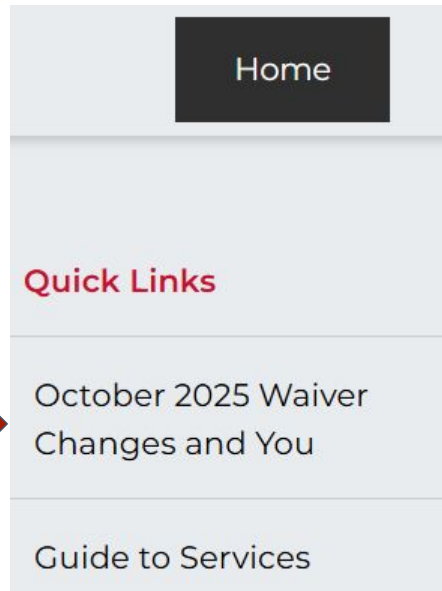 Home
Quick Links
October 2025 Waiver
Changes and You
Guide to Services